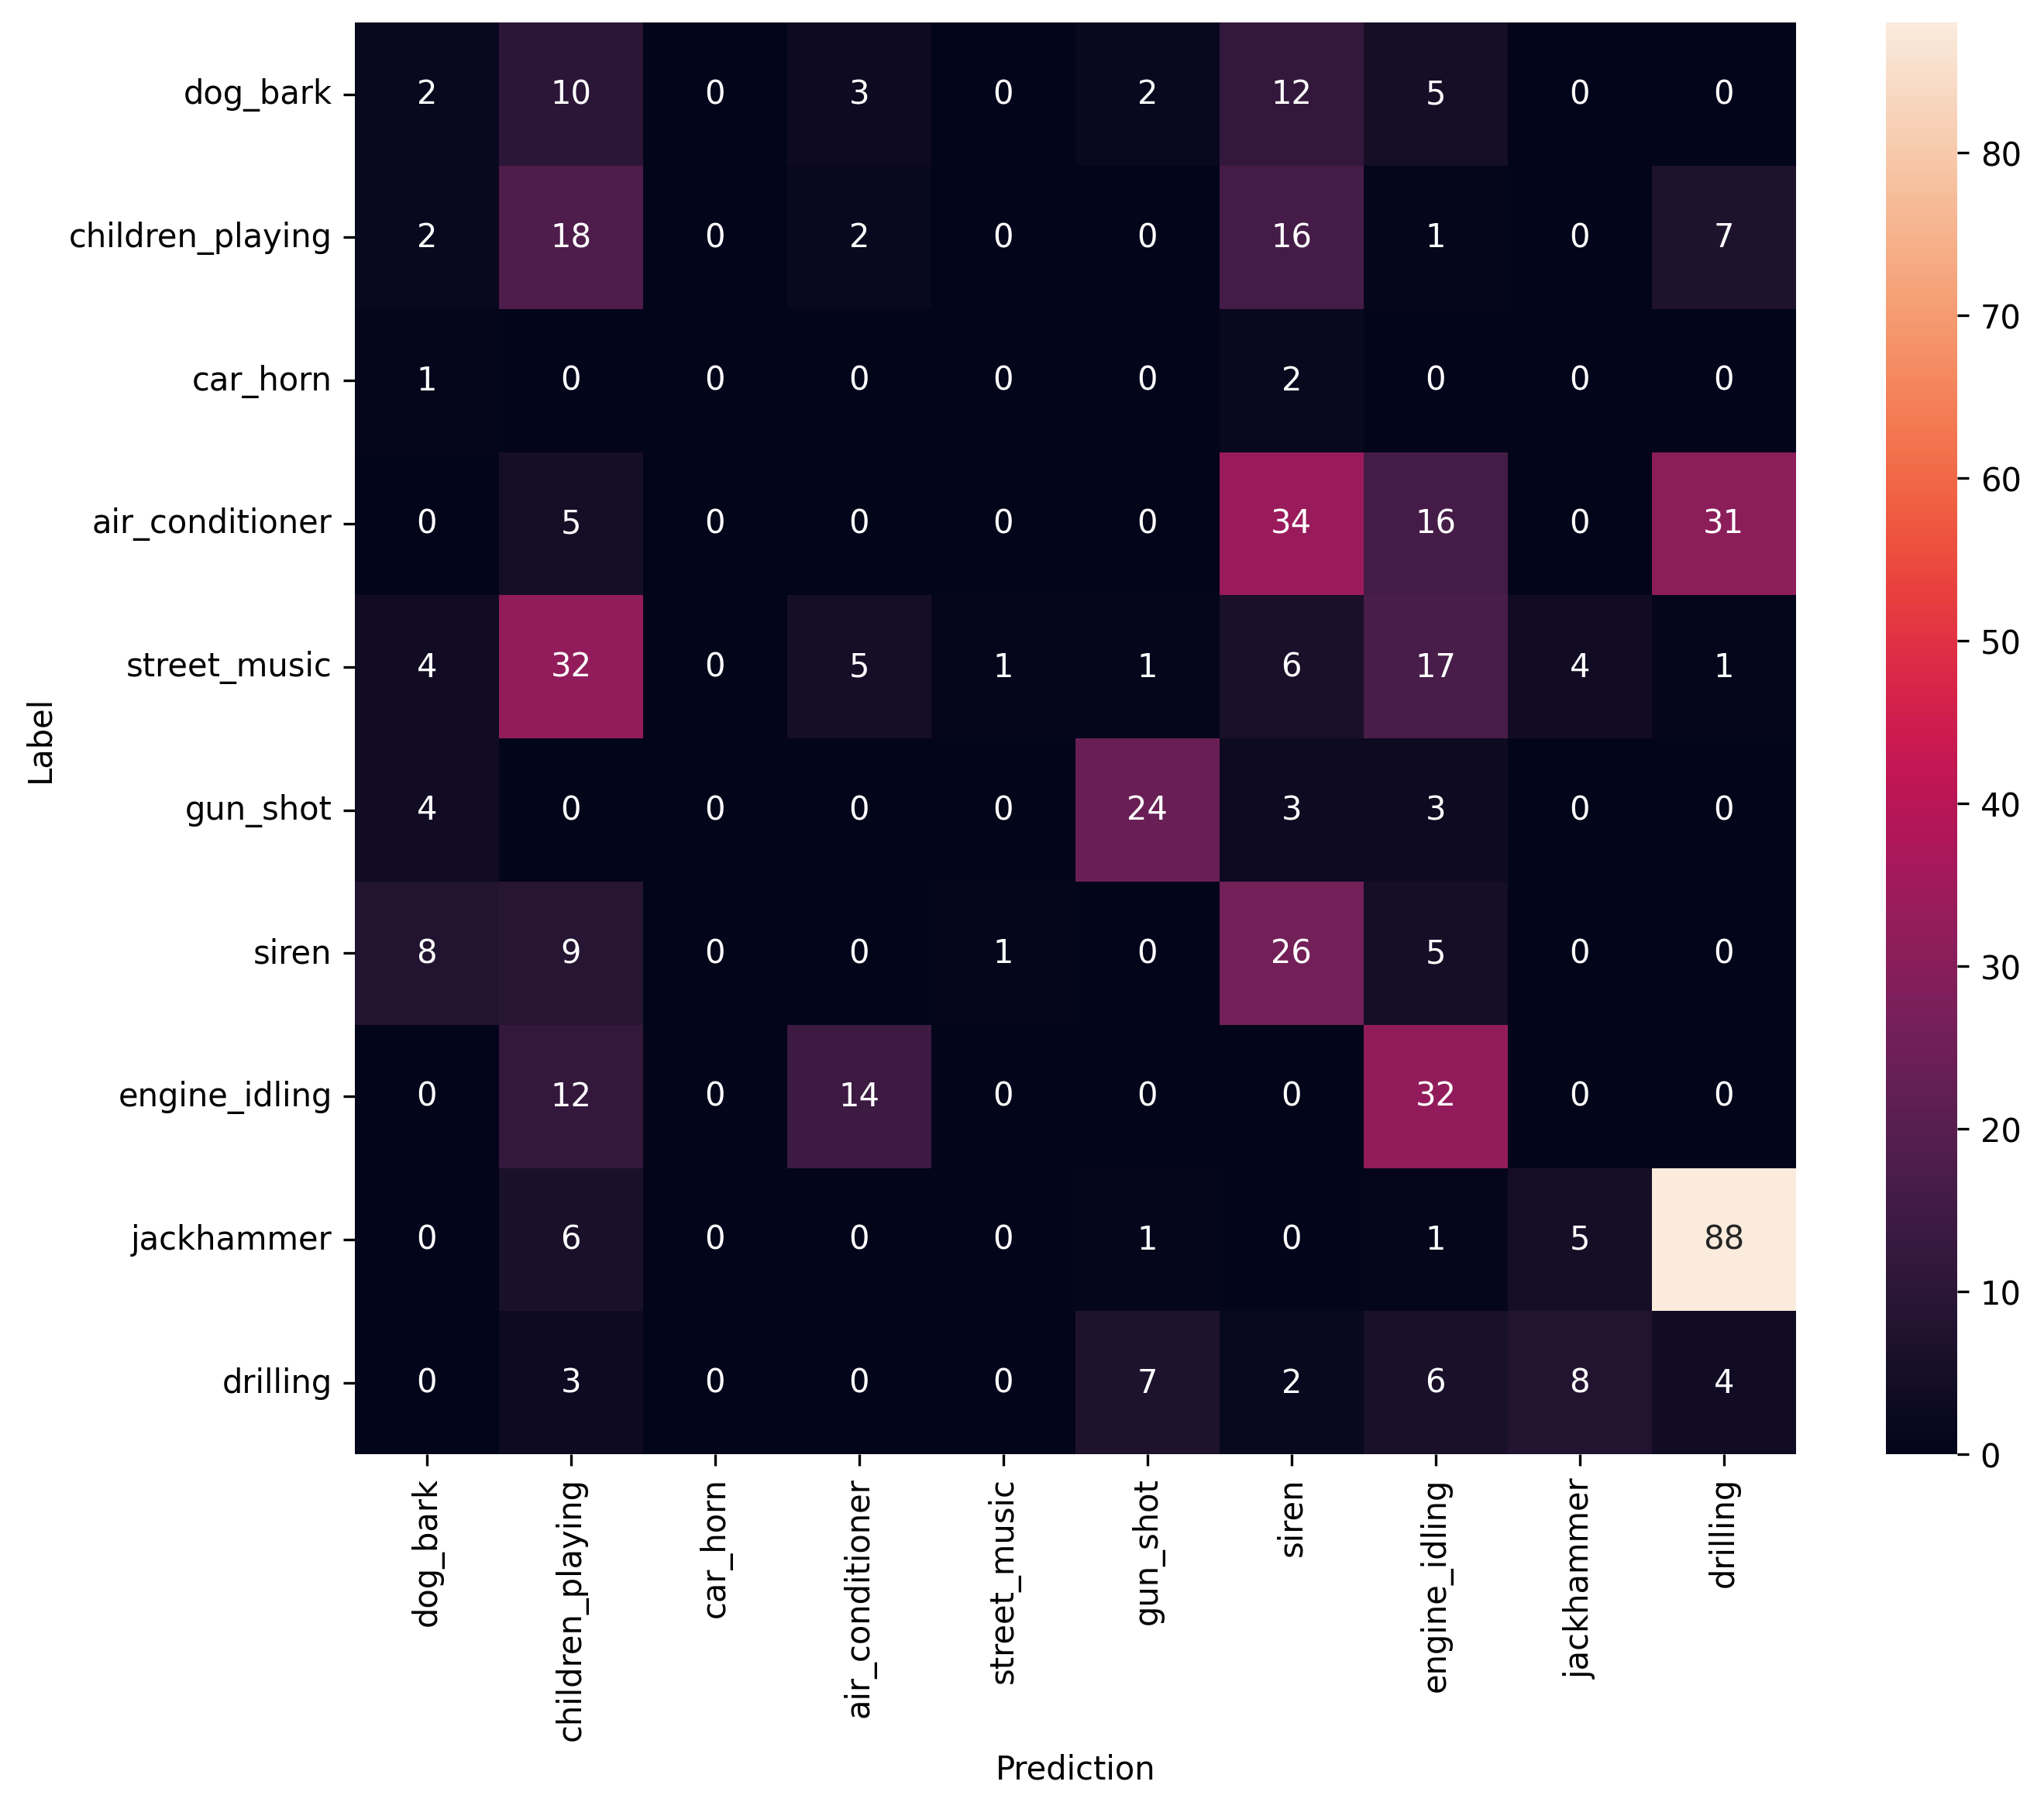 dog_bark 2 10 0 3 0 2 12 5 0 0
children_playing 2 18 0 2 0 0 16 1 0 7
car_horn 1 0 0 0 0 0 2 0 0 0
air_conditioner 0 5 0 0 0 0 34 16 0 31
street_music 4 32 0 5 1 1 6 17 4 1
gun_shot 4 0 0 0 0 24 3 3 0 0
siren 8 9 0 0 1 0 26 5 0 0
engine_idling 0 12 0 14 0 0 0 32 0 0
jackhammer 0 6 0 0 0 1 0 1 5 88
drilling 0 3 0 0 0 7 2 6 8 4
Label
dog_bark
children_playing
car_horn
air_conditioner
street_music
gun_shot
siren
engine_idling
jackhammer
drilling
Prediction
80
70
60
50
40
30
20
10
0